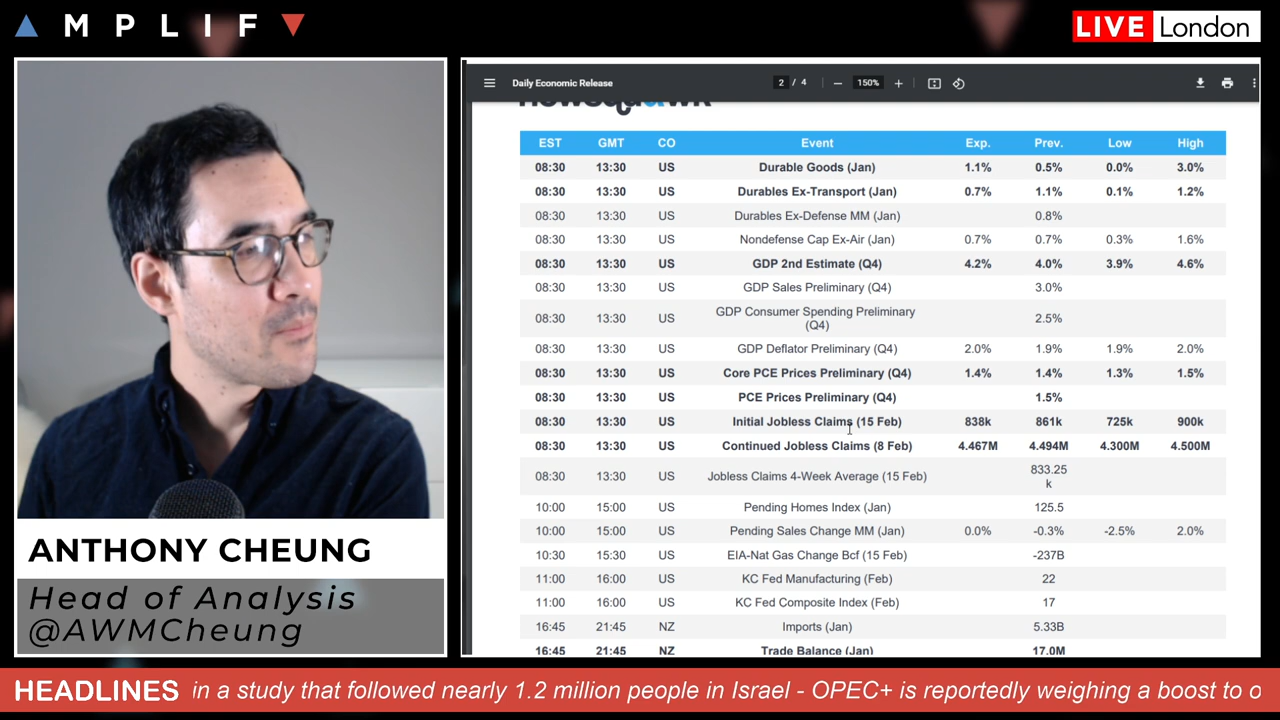 AMPLIFY
LIVE London
Daily Economic Release
2 / 4
150%
newsquawk
EST GMT CO Event Exp. Prev. Low High
08:30 13:30 US Durable Goods (Jan) 1.1% 0.5% 0.0% 3.0%
08:30 13:30 US Durables Ex-Transport (Jan) 0.7% 1.1% 0.1% 1.2%
08:30 13:30 US Durables Ex-Defense MM (Jan) 0.8%
08:30 13:30 US Nondefense Cap Ex-Air (Jan) 0.7% 0.7% 0.3% 1.6%
08:30 13:30 US GDP 2nd Estimate (Q4) 4.2% 4.0% 3.9% 4.6%
08:30 13:30 US GDP Sales Preliminary (Q4) 3.0%
08:30 13:30 US GDP Consumer Spending Preliminary
(Q4) 2.5%
08:30 13:30 US GDP Deflator Preliminary (Q4) 2.0% 1.9% 1.9% 2.0%
08:30 13:30 US Core PCE Prices Preliminary (Q4) 1.4% 1.4% 1.3% 1.5%
08:30 13:30 US PCE Prices Preliminary (Q4) 1.5%
08:30 13:30 US Initial Jobless Claims (15 Feb) 838k 861k 725k 900k
08:30 13:30 US Continued Jobless Claims (8 Feb) 4.467M 4.494M 4.300M 4.500M
08:30 13:30 US Jobless Claims 4-Week Average (15 Feb) 833.25
k
10:00 15:00 US Pending Homes Index (Jan) 125.5
10:00 15:00 US Pending Sales Change MM (Jan) 0.0% -0.3% -2.5% 2.0%
10:30 15:30 US EIA-Nat Gas Change Bcf (15 Feb) -237B
11:00 16:00 US KC Fed Manufacturing (Feb) 22
11:00 16:00 US KC Fed Composite Index (Feb) 17
16:45 21:45 NZ Imports (Jan) 5.33B
16:45 21:45 NZ Trade Balance (Jan) 17.0M
ANTHONY CHEUNG
Head of Analysis
@AWMCheung
HEADLINES in a study that followed nearly 1.2 million people in Israel - OPEC+ is reportedly weighing a boost to o